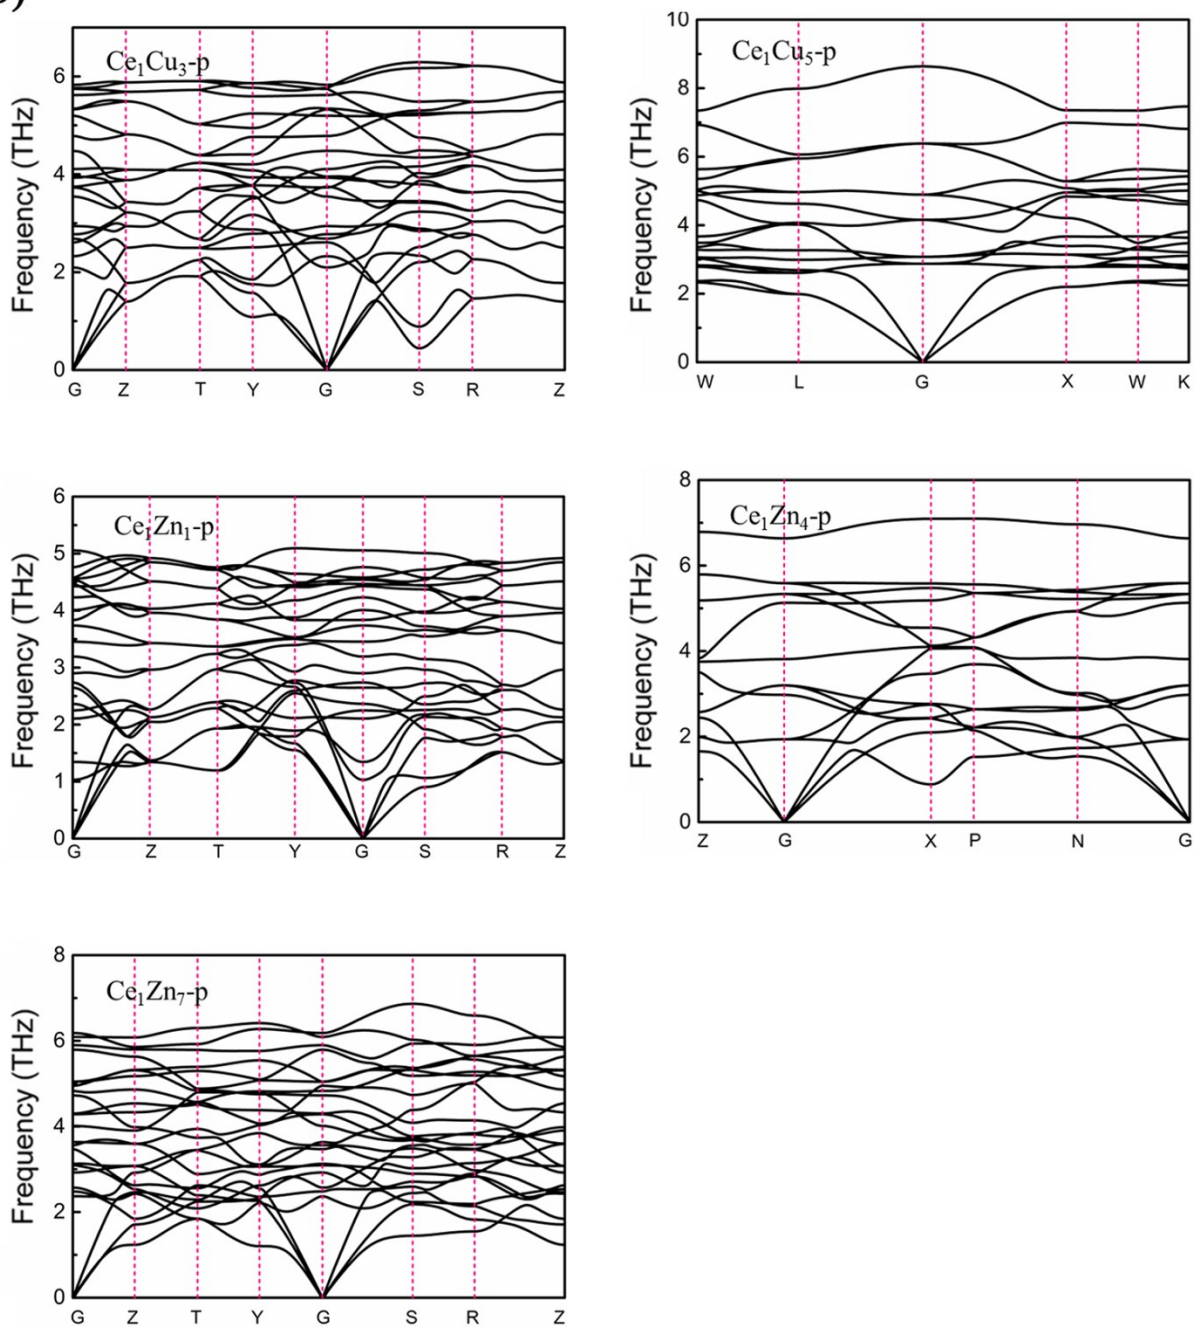 Ce₁Cu₃-p
6
4
2
0
Frequency (THz)
G Z T Y G S R Z
Ce₁Cu₅-p
10
8
6
4
2
0
Frequency (THz)
W L G X W K
Ce₁Zn₁-p
6
5
4
3
2
1
0
Frequency (THz)
G Z T Y G S R Z
Ce₁Zn₄-p
8
6
4
2
0
Frequency (THz)
Z G X P N G
Ce₁Zn₇-p
8
6
4
2
0
Frequency (THz)
G Z T Y G S R Z